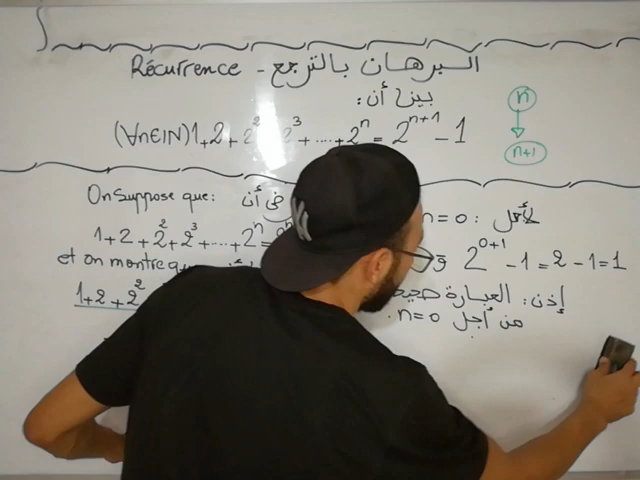 Récurrence - البرهان بالترجع
بين أن:
(∀n∈IN) 1+2+2² 2³+....+2ⁿ = 2ⁿ⁺¹ - 1
n
n+1
لأجل: n=0
و 2⁰⁺¹ - 1 = 2 - 1 = 1
إذن: العبارة صحيحة
من أجل n=0.
On Suppose que: أن
1+2+2²+2³+....+2ⁿ
et on montre que
1+2+2²